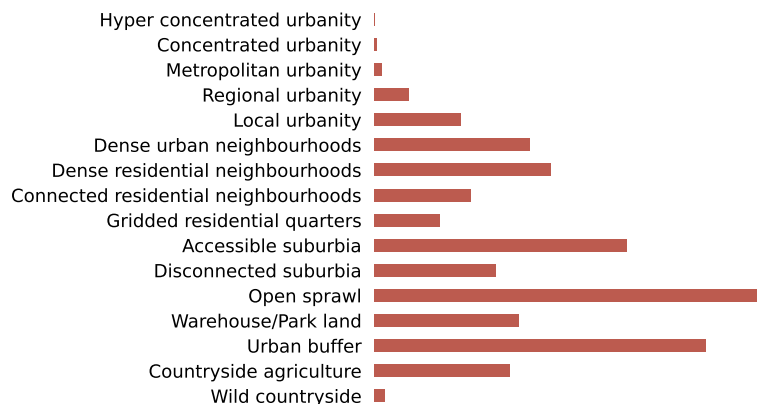 Hyper concentrated urbanity
Concentrated urbanity
Metropolitan urbanity
Regional urbanity
Local urbanity
Dense urban neighbourhoods
Dense residential neighbourhoods
Connected residential neighbourhoods
Gridded residential quarters
Accessible suburbia
Disconnected suburbia
Open sprawl
Warehouse/Park land
Urban buffer
Countryside agriculture
Wild countryside